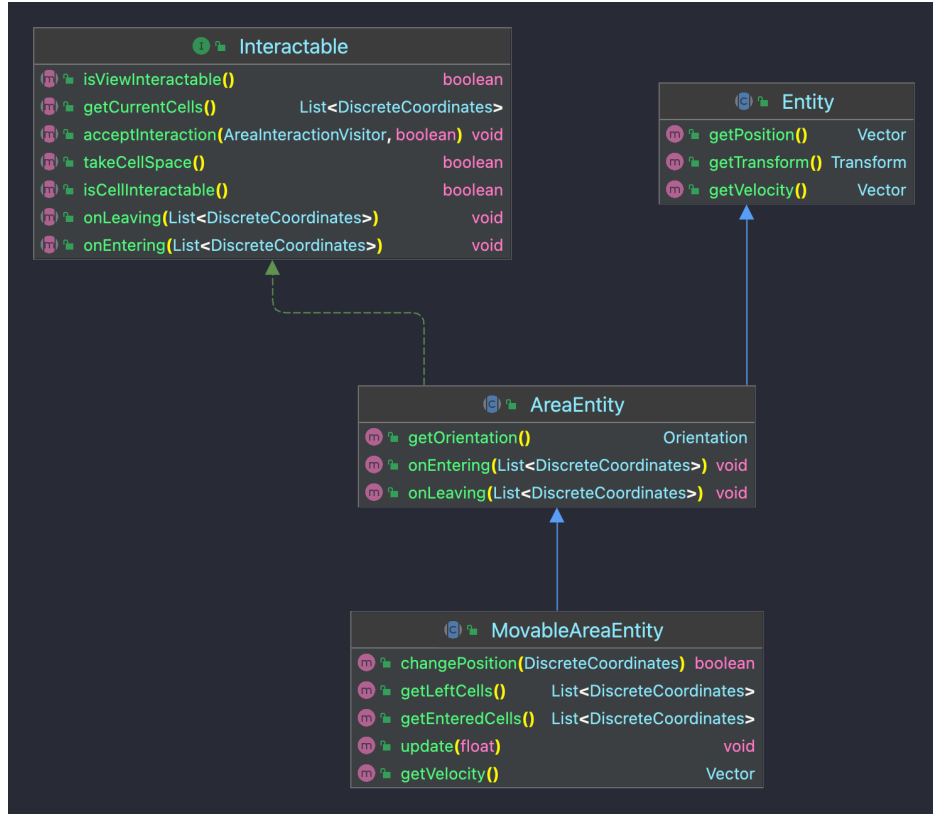 Interactable
isViewInteractable() boolean
getCurrentCells() List<DiscreteCoordinates>
acceptInteraction(AreaInteractionVisitor, boolean) void
takeCellSpace() boolean
isCellInteractable() boolean
onLeaving(List<DiscreteCoordinates>) void
onEntering(List<DiscreteCoordinates>) void
Entity
getPosition() Vector
getTransform() Transform
getVelocity() Vector
AreaEntity
getOrientation() Orientation
onEntering(List<DiscreteCoordinates>) void
onLeaving(List<DiscreteCoordinates>) void
MovableAreaEntity
changePosition(DiscreteCoordinates) boolean
getLeftCells() List<DiscreteCoordinates>
getEnteredCells() List<DiscreteCoordinates>
update(float) void
getVelocity() Vector